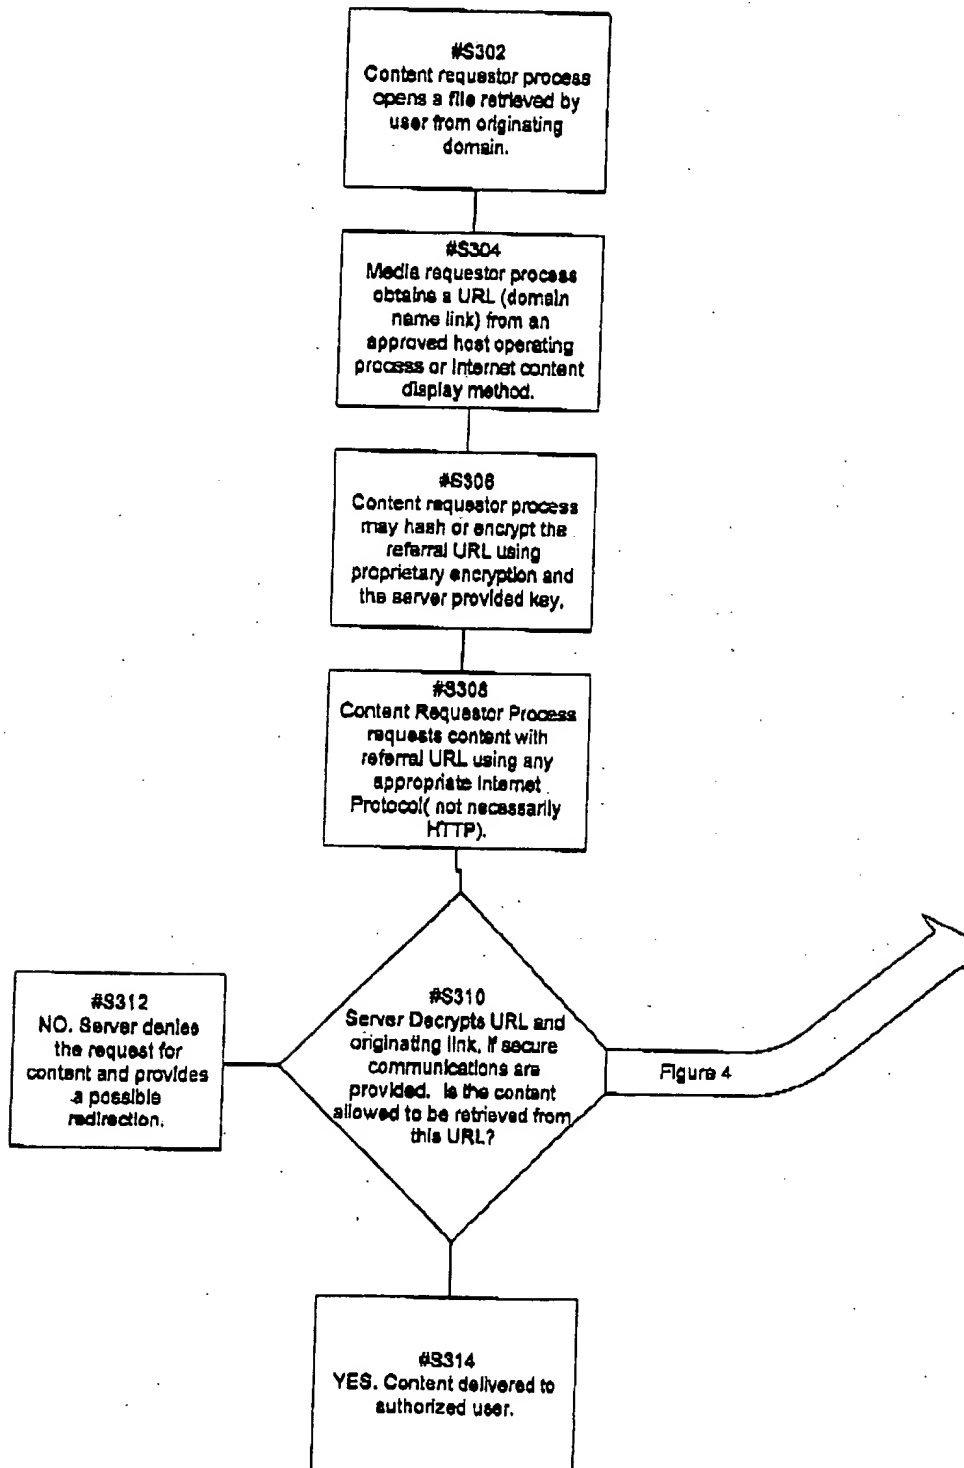 #S302
Content requestor process
opens a file retrieved by
user from originating
domain.
#S304
Media requestor process
obtains a URL (domain
name link) from an
approved host operating
process or Internet content
display method.
#S306
Content requestor process
may hash or encrypt the
referral URL using
proprietary encryption and
the server provided key.
#S308
Content Requestor Process
requests content with
referral URL using any
appropriate Internet
Protocol( not necessarily
HTTP).
#S310
Server Decrypts URL and
originating link, if secure
communications are
provided. Is the content
allowed to be retrieved from
this URL?
#S312
NO. Server denies
the request for
content and provides
a possible
redirection.
Figure 4
#S314
YES. Content delivered to
authorized user.